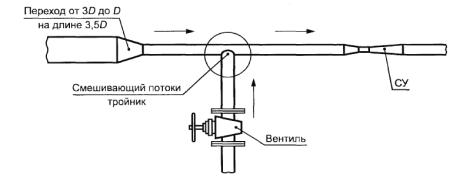 Переход от 3D до D
на длине 3,5D
Смешивающий потоки
тройник
СУ
Вентиль